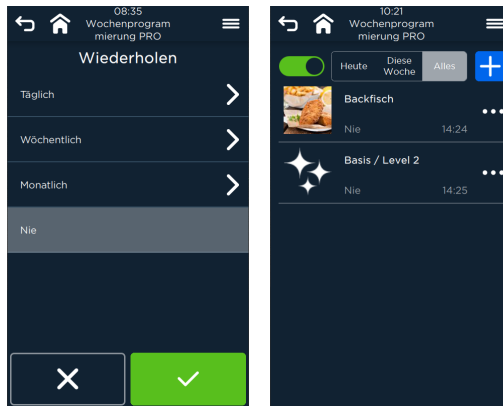 08:35
Wochenprogram
mierung PRO
Wiederholen
Täglich
Wöchentlich
Monatlich
Nie
10:21
Wochenprogram
mierung PRO
Heute
Diese
Woche
Alles
Backfisch
Nie 14:24
Basis / Level 2
Nie 14:25